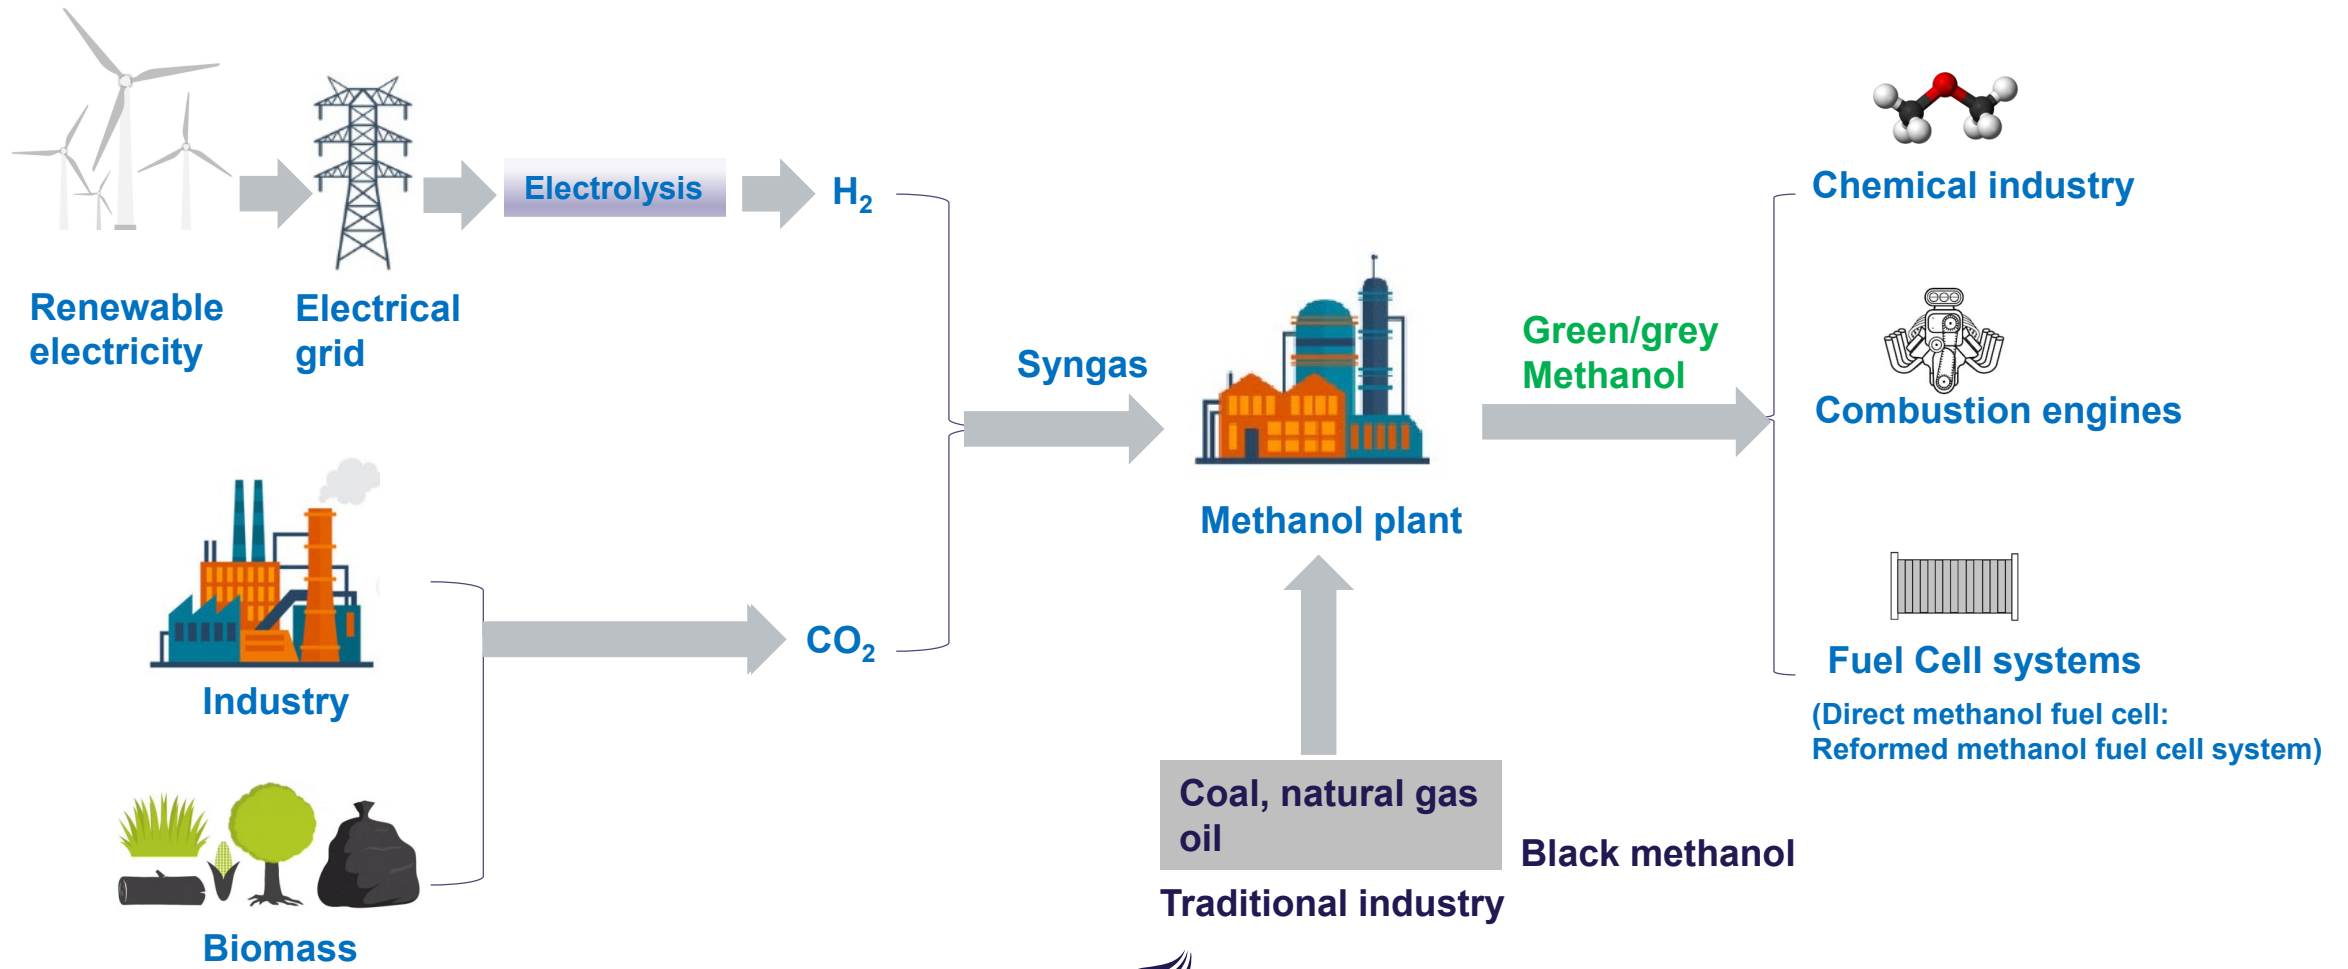 Renewable
electricity
Electrical
grid
Electrolysis
H₂
Industry
Biomass
CO₂
Syngas
Methanol plant
Coal, natural gas
oil
Traditional industry
Black methanol
Green/grey
Methanol
Chemical industry
Combustion engines
Fuel Cell systems
(Direct methanol fuel cell:
Reformed methanol fuel cell system)